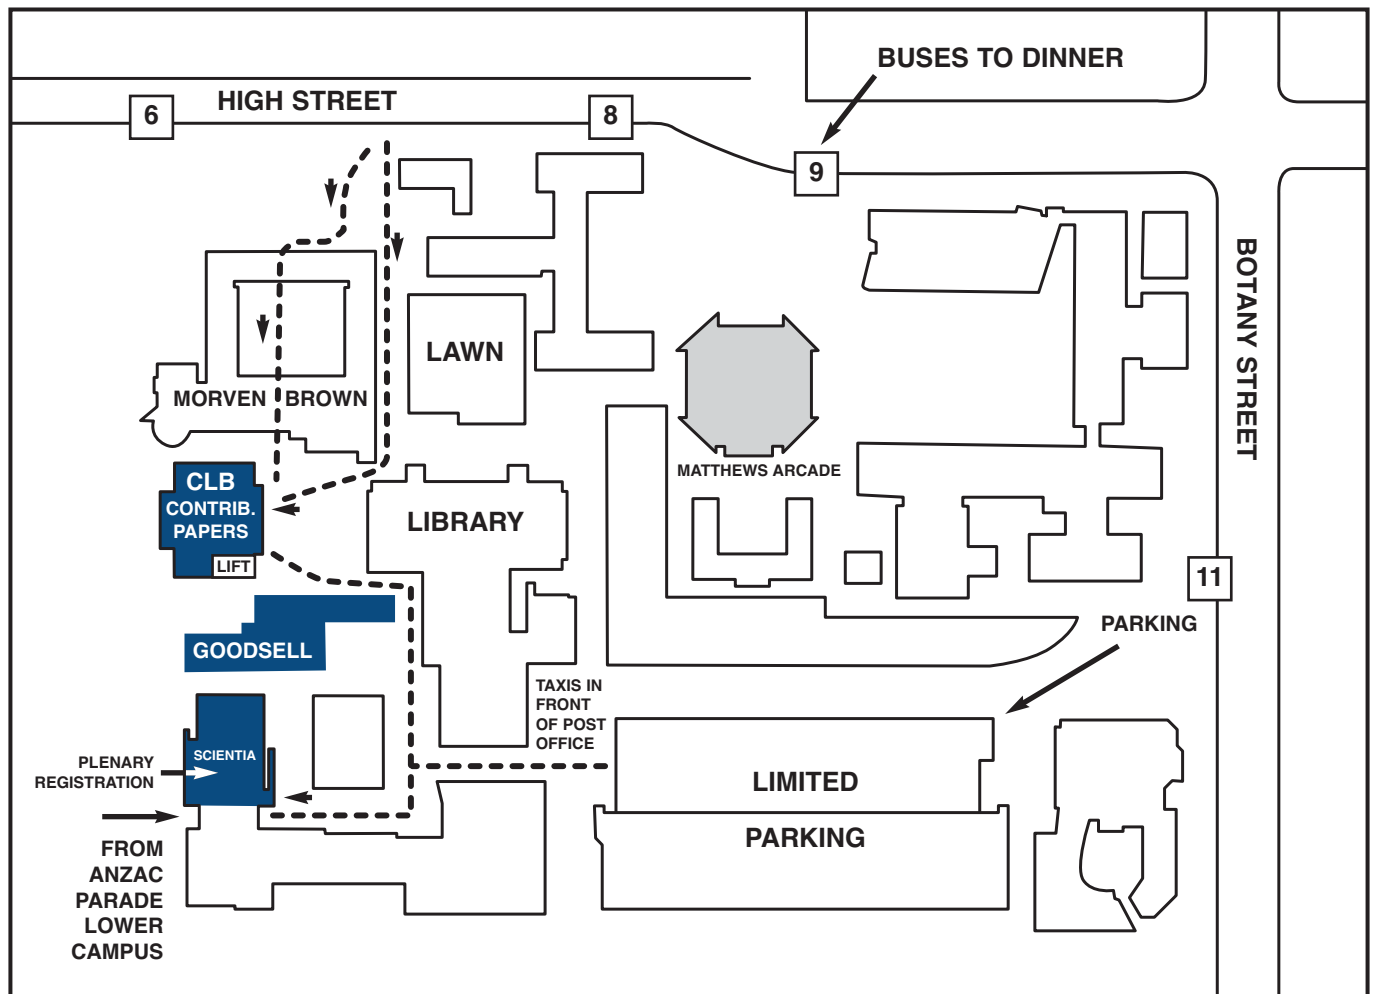 BUSES TO DINNER
HIGH STREET
6
8
9
BOTANY STREET
LAWN
MORVEN BROWN
MATTHEWS ARCADE
CLB
CONTRIB.
PAPERS
LIFT
LIBRARY
11
PARKING
GOODSELL
TAXIS IN
FRONT
OF POST
OFFICE
SCIENTIA
PLENARY
REGISTRATION
LIMITED
PARKING
FROM
ANZAC
PARADE
LOWER
CAMPUS